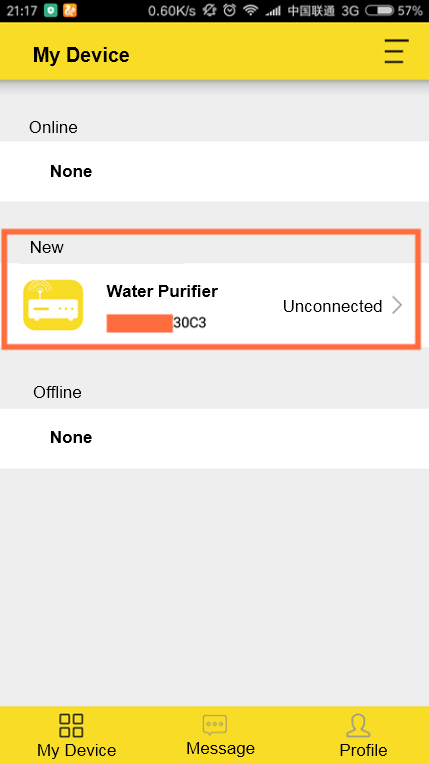 21:17 0.60K/s 中国联通 3G 57%
My Device
Online
None
New
Water Purifier
30C3
Unconnected
Offline
None
My Device Message Profile